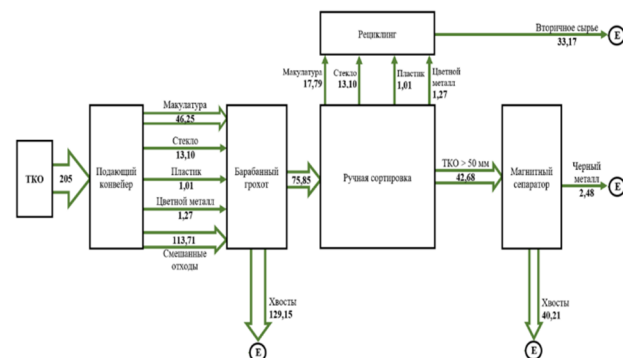 Рециклинг
Вторичное сырье
33,17
Е
Макулатура
17,79
Стекло
13,10
Пластик
1,01
Цветной
металл
1,27
ТКО
205
Подающий
конвейер
Макулатура
46,25
Стекло
13,10
Пластик
1,01
Цветной металл
1,27
113,71
Смешанные
отходы
Барабанный
грохот
75,85
Ручная сортировка
ТКО > 50 мм
42,68
Магнитный
сепаратор
Черный
металл
2,48
Е
Хвосты
129,15
Е
Хвосты
40,21
Е